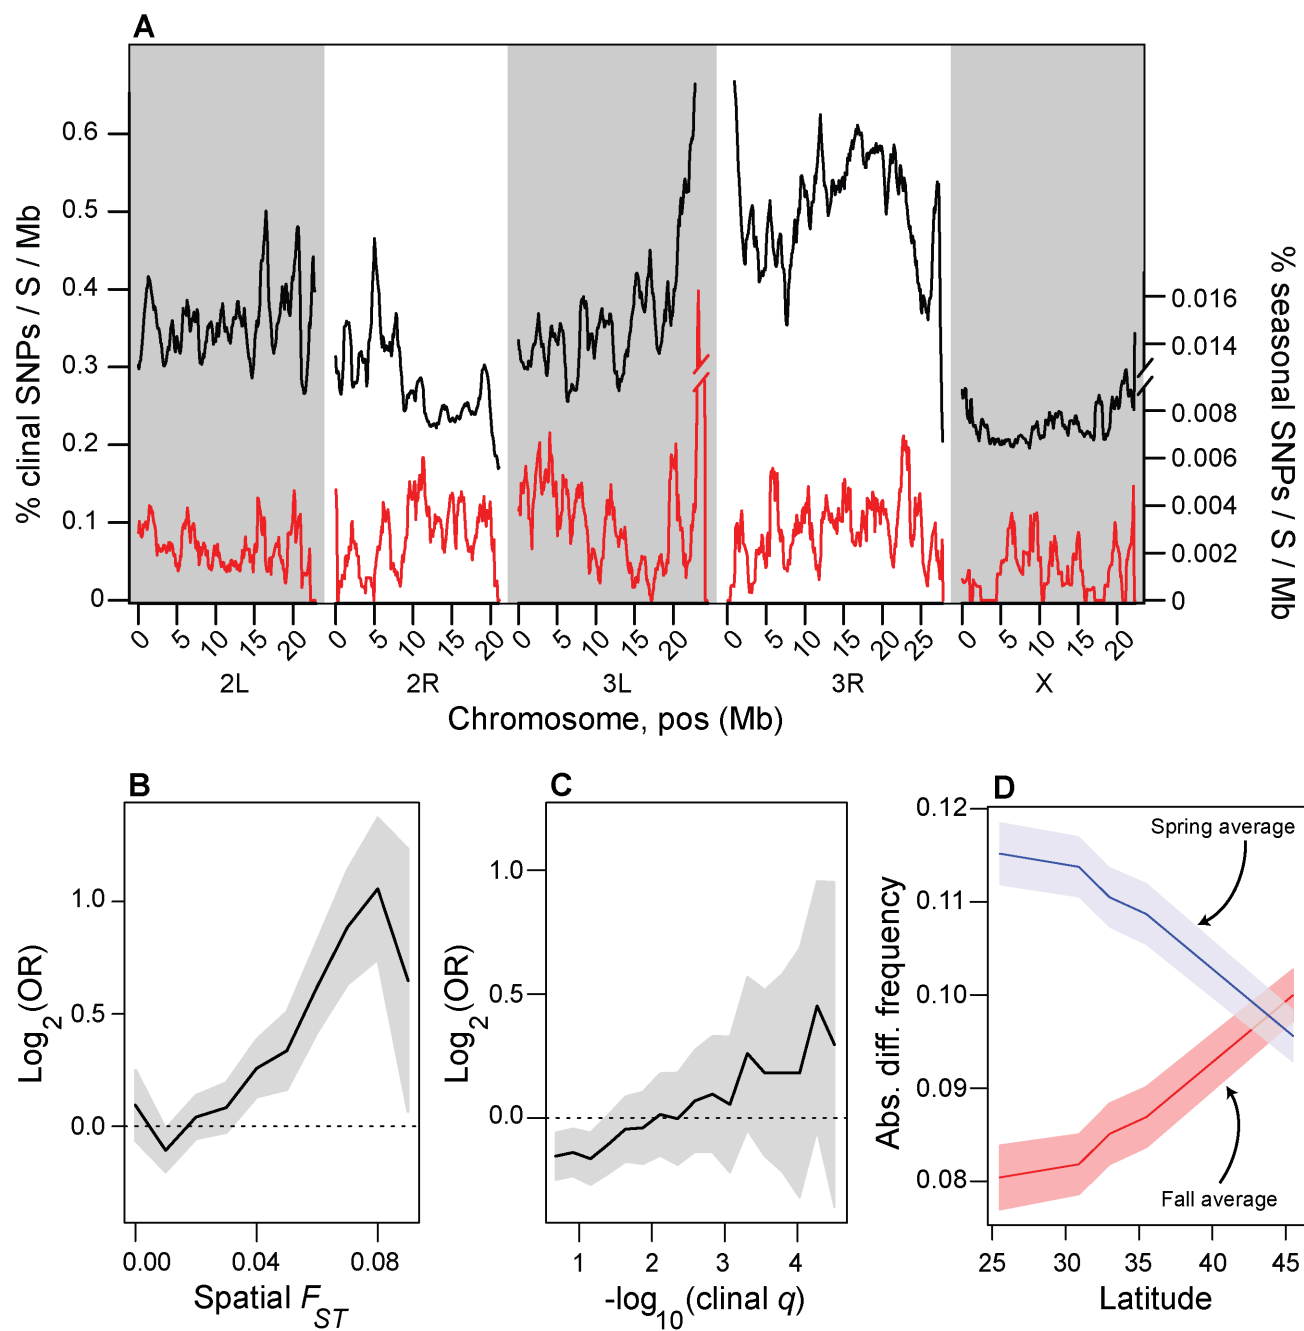 A
% clinal SNPs / S / Mb
0.6
0.5
0.4
0.3
0.2
0.1
0
0.016
0.014
0.008
0.006
0.004
0.002
0
% seasonal SNPs / S / Mb
0 5 10 15 20 0 5 10 15 20 0 5 10 15 20 0 5 10 15 20 25 0 5 10 15 20
2L 2R 3L 3R X
Chromosome, pos (Mb)
B
Log2(OR)
1.0
0.5
0.0
0.00 0.04 0.08
Spatial FST
C
Log2(OR)
1.0
0.5
0.0
1 2 3 4
-log10(clinal q)
D
Abs. diff. frequency
0.12
0.11
0.10
0.09
0.08
Spring average
Fall average
25 30 35 40 45
Latitude